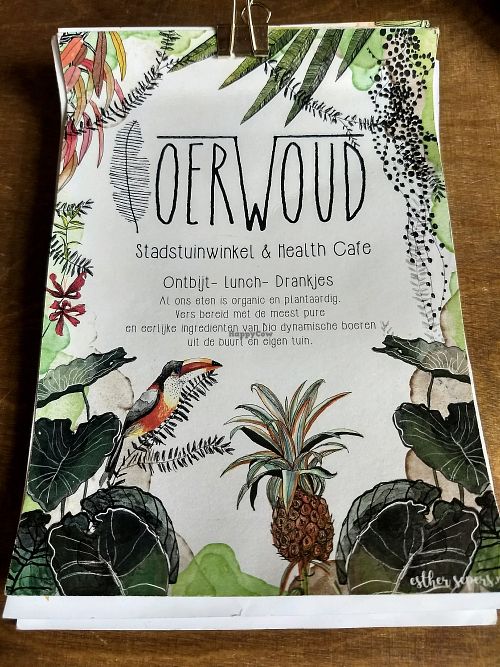 OERWOUD
Stadstuinwinkel & Health Cafe
Ontbijt- Lunch- Drankjes
Al ons eten is organic en plantaardig.
Vers bereid met de meest pure
en eerlijke ingredienten van bio dynamische boeren
uit de buurt en eigen tuin.
HappyCow
esther sepers